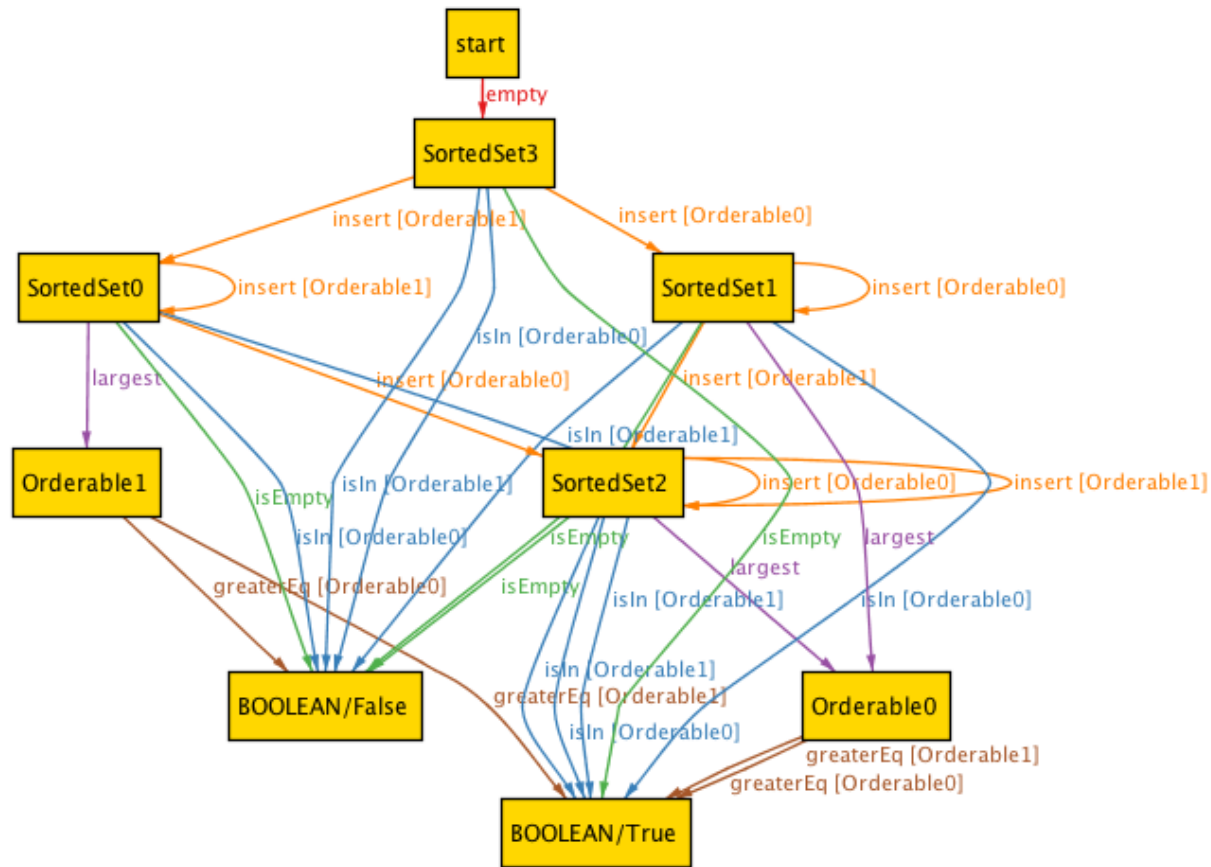 start
empty
SortedSet3
insert [Orderable1]
insert [Orderable0]
SortedSet0
insert [Orderable1]
SortedSet1
insert [Orderable0]
isIn [Orderable0]
largest
insert [Orderable0]
insert [Orderable1]
isIn [Orderable1]
Orderable1
isIn [Orderable1]
SortedSet2
insert [Orderable0]
insert [Orderable1]
isEmpty
isIn [Orderable0]
isEmpty
isEmpty
largest
largest
greaterEq [Orderable0]
isEmpty
isIn [Orderable1]
isIn [Orderable0]
isIn [Orderable1]
greaterEq [Orderable1]
BOOLEAN/False
isIn [Orderable0]
Orderable0
greaterEq [Orderable1]
greaterEq [Orderable0]
BOOLEAN/True